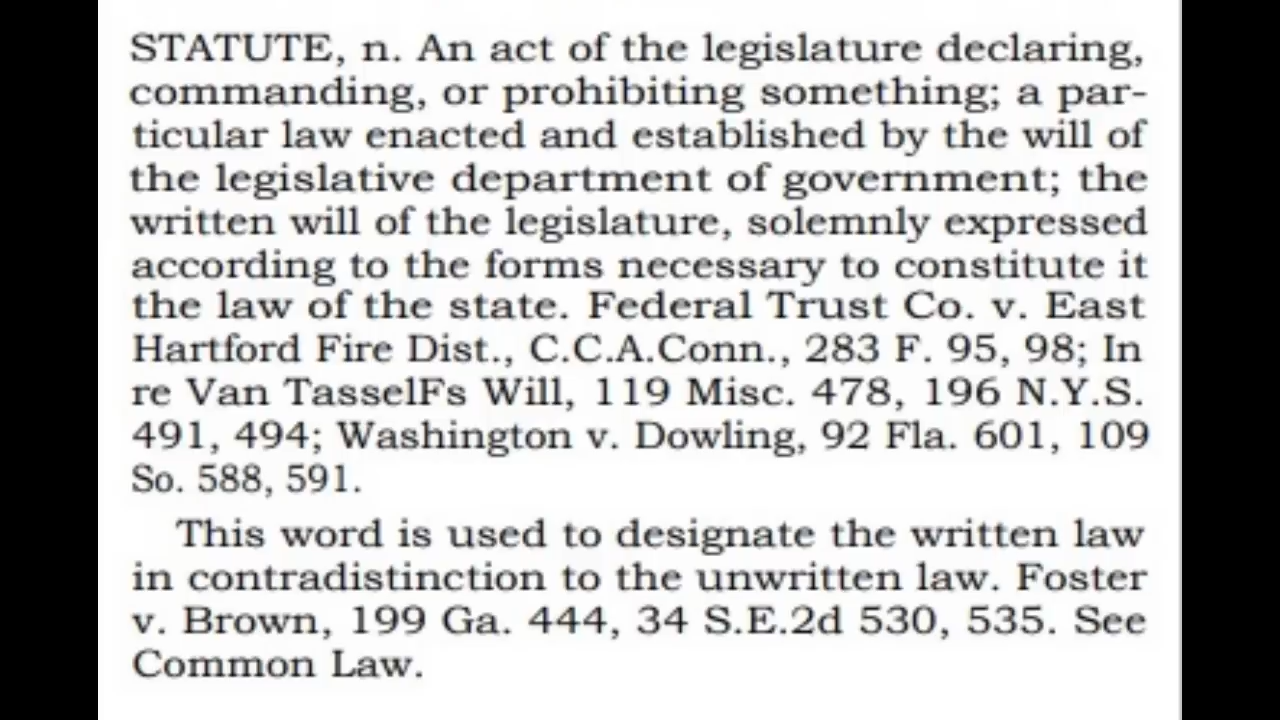 STATUTE, n. An act of the legislature declaring,
commanding, or prohibiting something; a par-
ticular law enacted and established by the will of
the legislative department of government; the
written will of the legislature, solemnly expressed
according to the forms necessary to constitute it
the law of the state. Federal Trust Co. v. East
Hartford Fire Dist., C.C.A.Conn., 283 F. 95, 98; In
re Van TasselFs Will, 119 Misc. 478, 196 N.Y.S.
491, 494; Washington v. Dowling, 92 Fla. 601, 109
So. 588, 591.
This word is used to designate the written law
in contradistinction to the unwritten law. Foster
v. Brown, 199 Ga. 444, 34 S.E.2d 530, 535. See
Common Law.